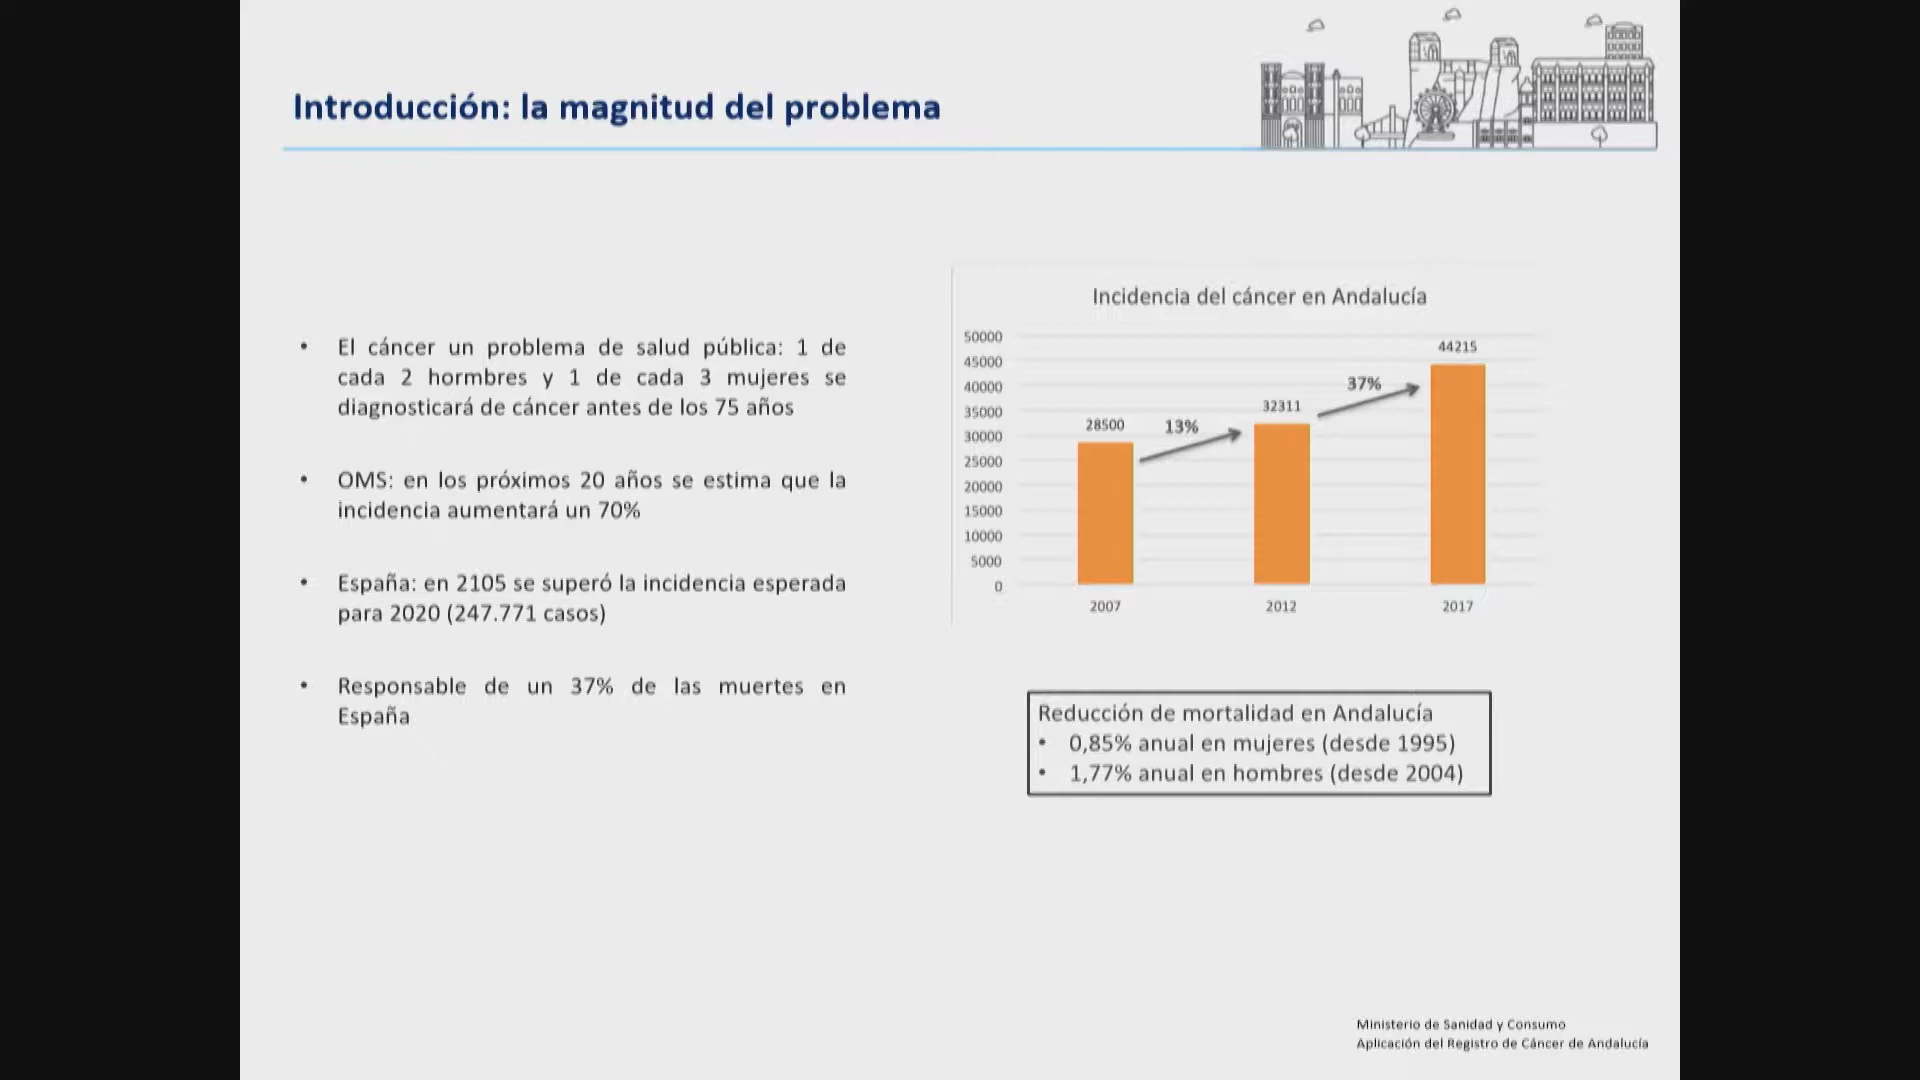 Introducción: la magnitud del problema
• El cáncer un problema de salud pública: 1 de
cada 2 hormbres y 1 de cada 3 mujeres se
diagnosticará de cáncer antes de los 75 años
• OMS: en los próximos 20 años se estima que la
incidencia aumentará un 70%
• España: en 2105 se superó la incidencia esperada
para 2020 (247.771 casos)
• Responsable de un 37% de las muertes en
España
Incidencia del cáncer en Andalucía
50000
45000
40000
35000
30000
25000
20000
15000
10000
5000
0
28500
13%
32311
37%
44215
2007
2012
2017
Reducción de mortalidad en Andalucía
• 0,85% anual en mujeres (desde 1995)
• 1,77% anual en hombres (desde 2004)
Ministerio de Sanidad y Consumo
Aplicación del Registro de Cáncer de Andalucía